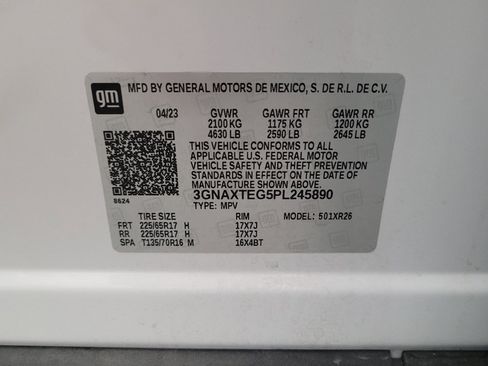 gm
MFD BY GENERAL MOTORS DE MEXICO, S. DE R.L. DE C.V.
04/23 GVWR GAWR FRT GAWR RR
2100 KG 1175 KG 1200 KG
4630 LB 2590 LB 2645 LB
THIS VEHICLE CONFORMS TO ALL
APPLICABLE U.S. FEDERAL MOTOR
VEHICLE SAFETY AND THEFT PREVENTION
STANDARDS IN EFFECT ON THE DATE OF
MANUFACTURE SHOWN ABOVE.
3GNAXTEG5PL245890
8624 TYPE: MPV
TIRE SIZE RIM MODEL: 501XR26
FRT 225/65R17 H 17X7J
RR 225/65R17 H 17X7J
SPA T135/70R16 M 16X4BT